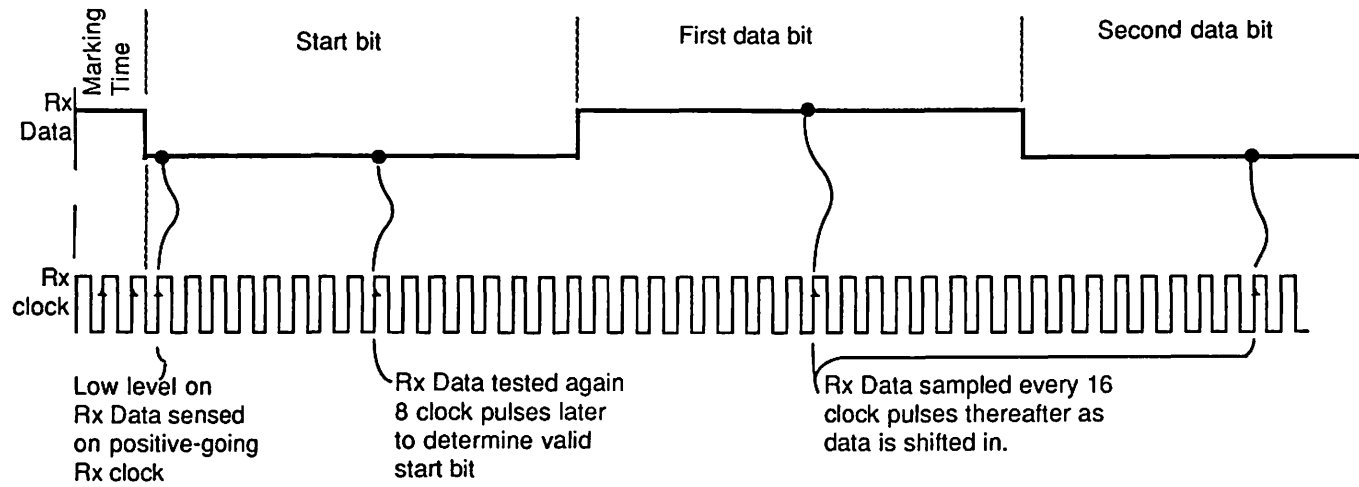 Marking
Time
Start bit
First data bit
Second data bit
Rx
Data
Rx
clock
Low level on
Rx Data sensed
on positive-going
Rx clock
Rx Data tested again
8 clock pulses later
to determine valid
start bit
Rx Data sampled every 16
clock pulses thereafter as
data is shifted in.